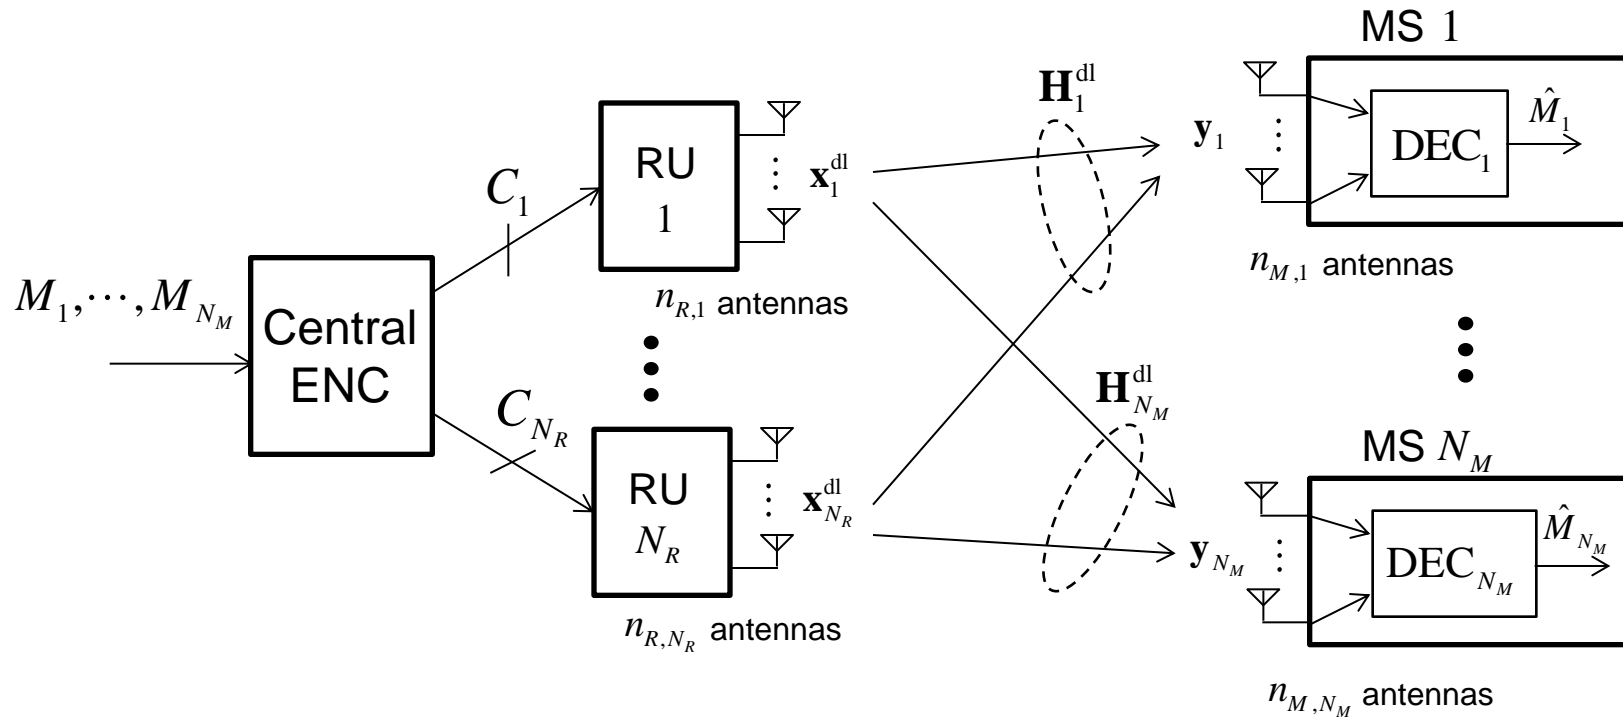 M_1, ⋯, M_{N_M}
Central
ENC
C_1
C_{N_R}
RU
1
⋮
x_1^{dl}
n_{R,1} antennas
⋮
RU
N_R
⋮
x_{N_R}^{dl}
n_{R,N_R} antennas
H_1^{dl}
H_{N_M}^{dl}
MS 1
y_1
⋮
DEC_1
\hat{M}_1
n_{M,1} antennas
⋮
MS N_M
y_{N_M}
⋮
DEC_{N_M}
\hat{M}_{N_M}
n_{M,N_M} antennas